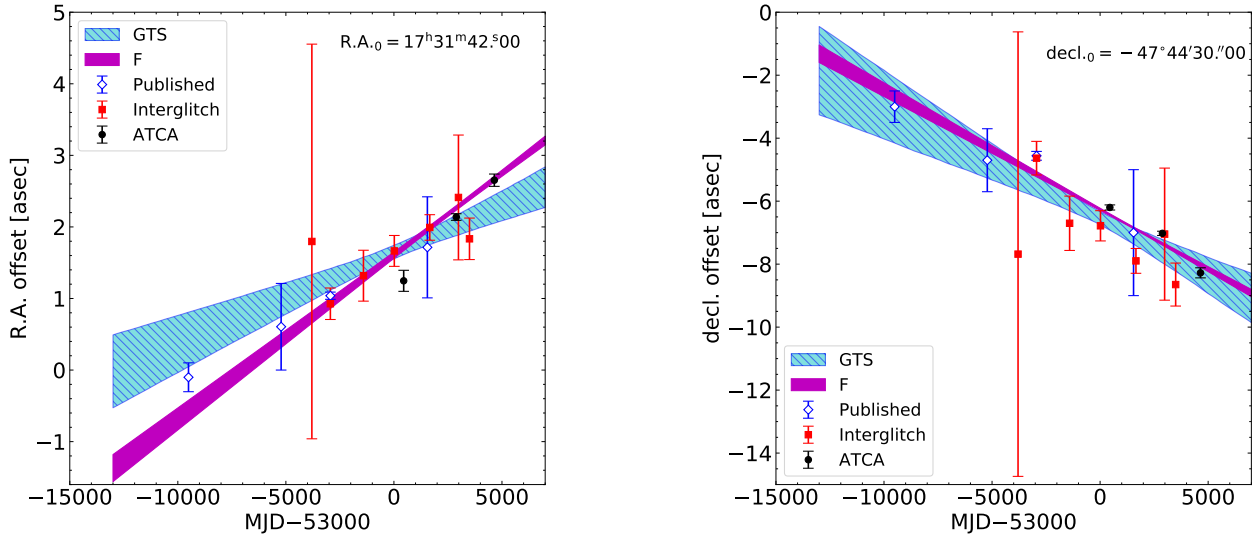 R.A. offset [asec]
5
4
3
2
1
0
−1
GTS
F
Published
Interglitch
ATCA
R.A.₀ = 17ʰ31ᵐ42.ˢ00
−15000 −10000 −5000 0 5000
MJD−53000
decl. offset [asec]
0
−2
−4
−6
−8
−10
−12
−14
decl.₀ = −47°44′30.″00
GTS
F
Published
Interglitch
ATCA
−15000 −10000 −5000 0 5000
MJD−53000